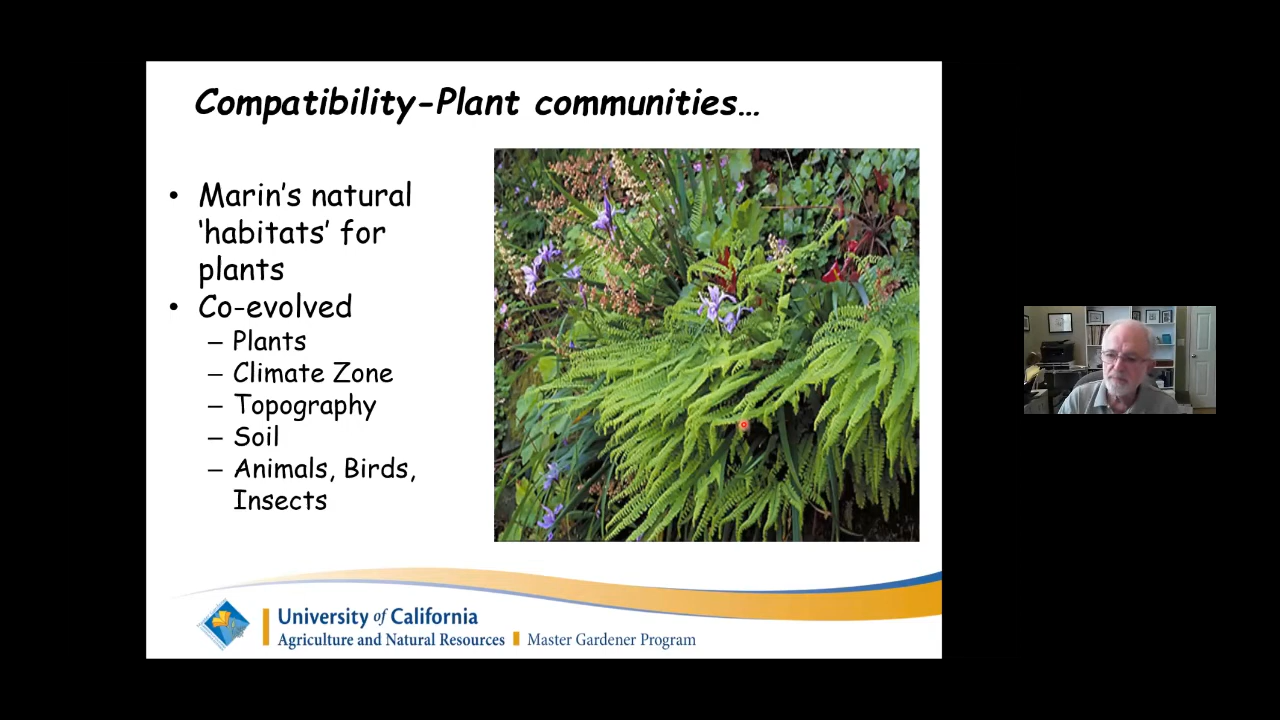 Compatibility-Plant communities…
• Marin’s natural
‘habitats’ for
plants
• Co-evolved
– Plants
– Climate Zone
– Topography
– Soil
– Animals, Birds,
Insects
University of California
Agriculture and Natural Resources Master Gardener Program